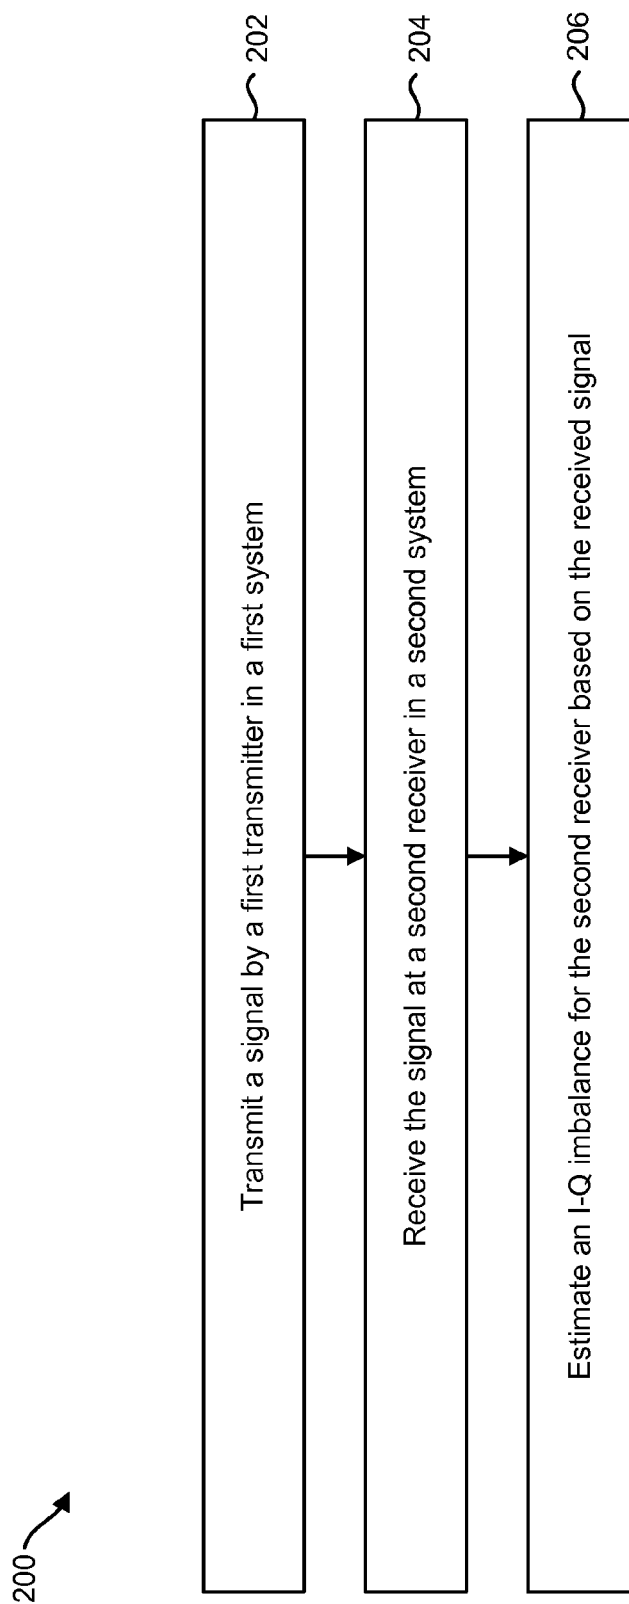 200
Transmit a signal by a first transmitter in a first system
202
Receive the signal at a second receiver in a second system
204
Estimate an I-Q imbalance for the second receiver based on the received signal
206